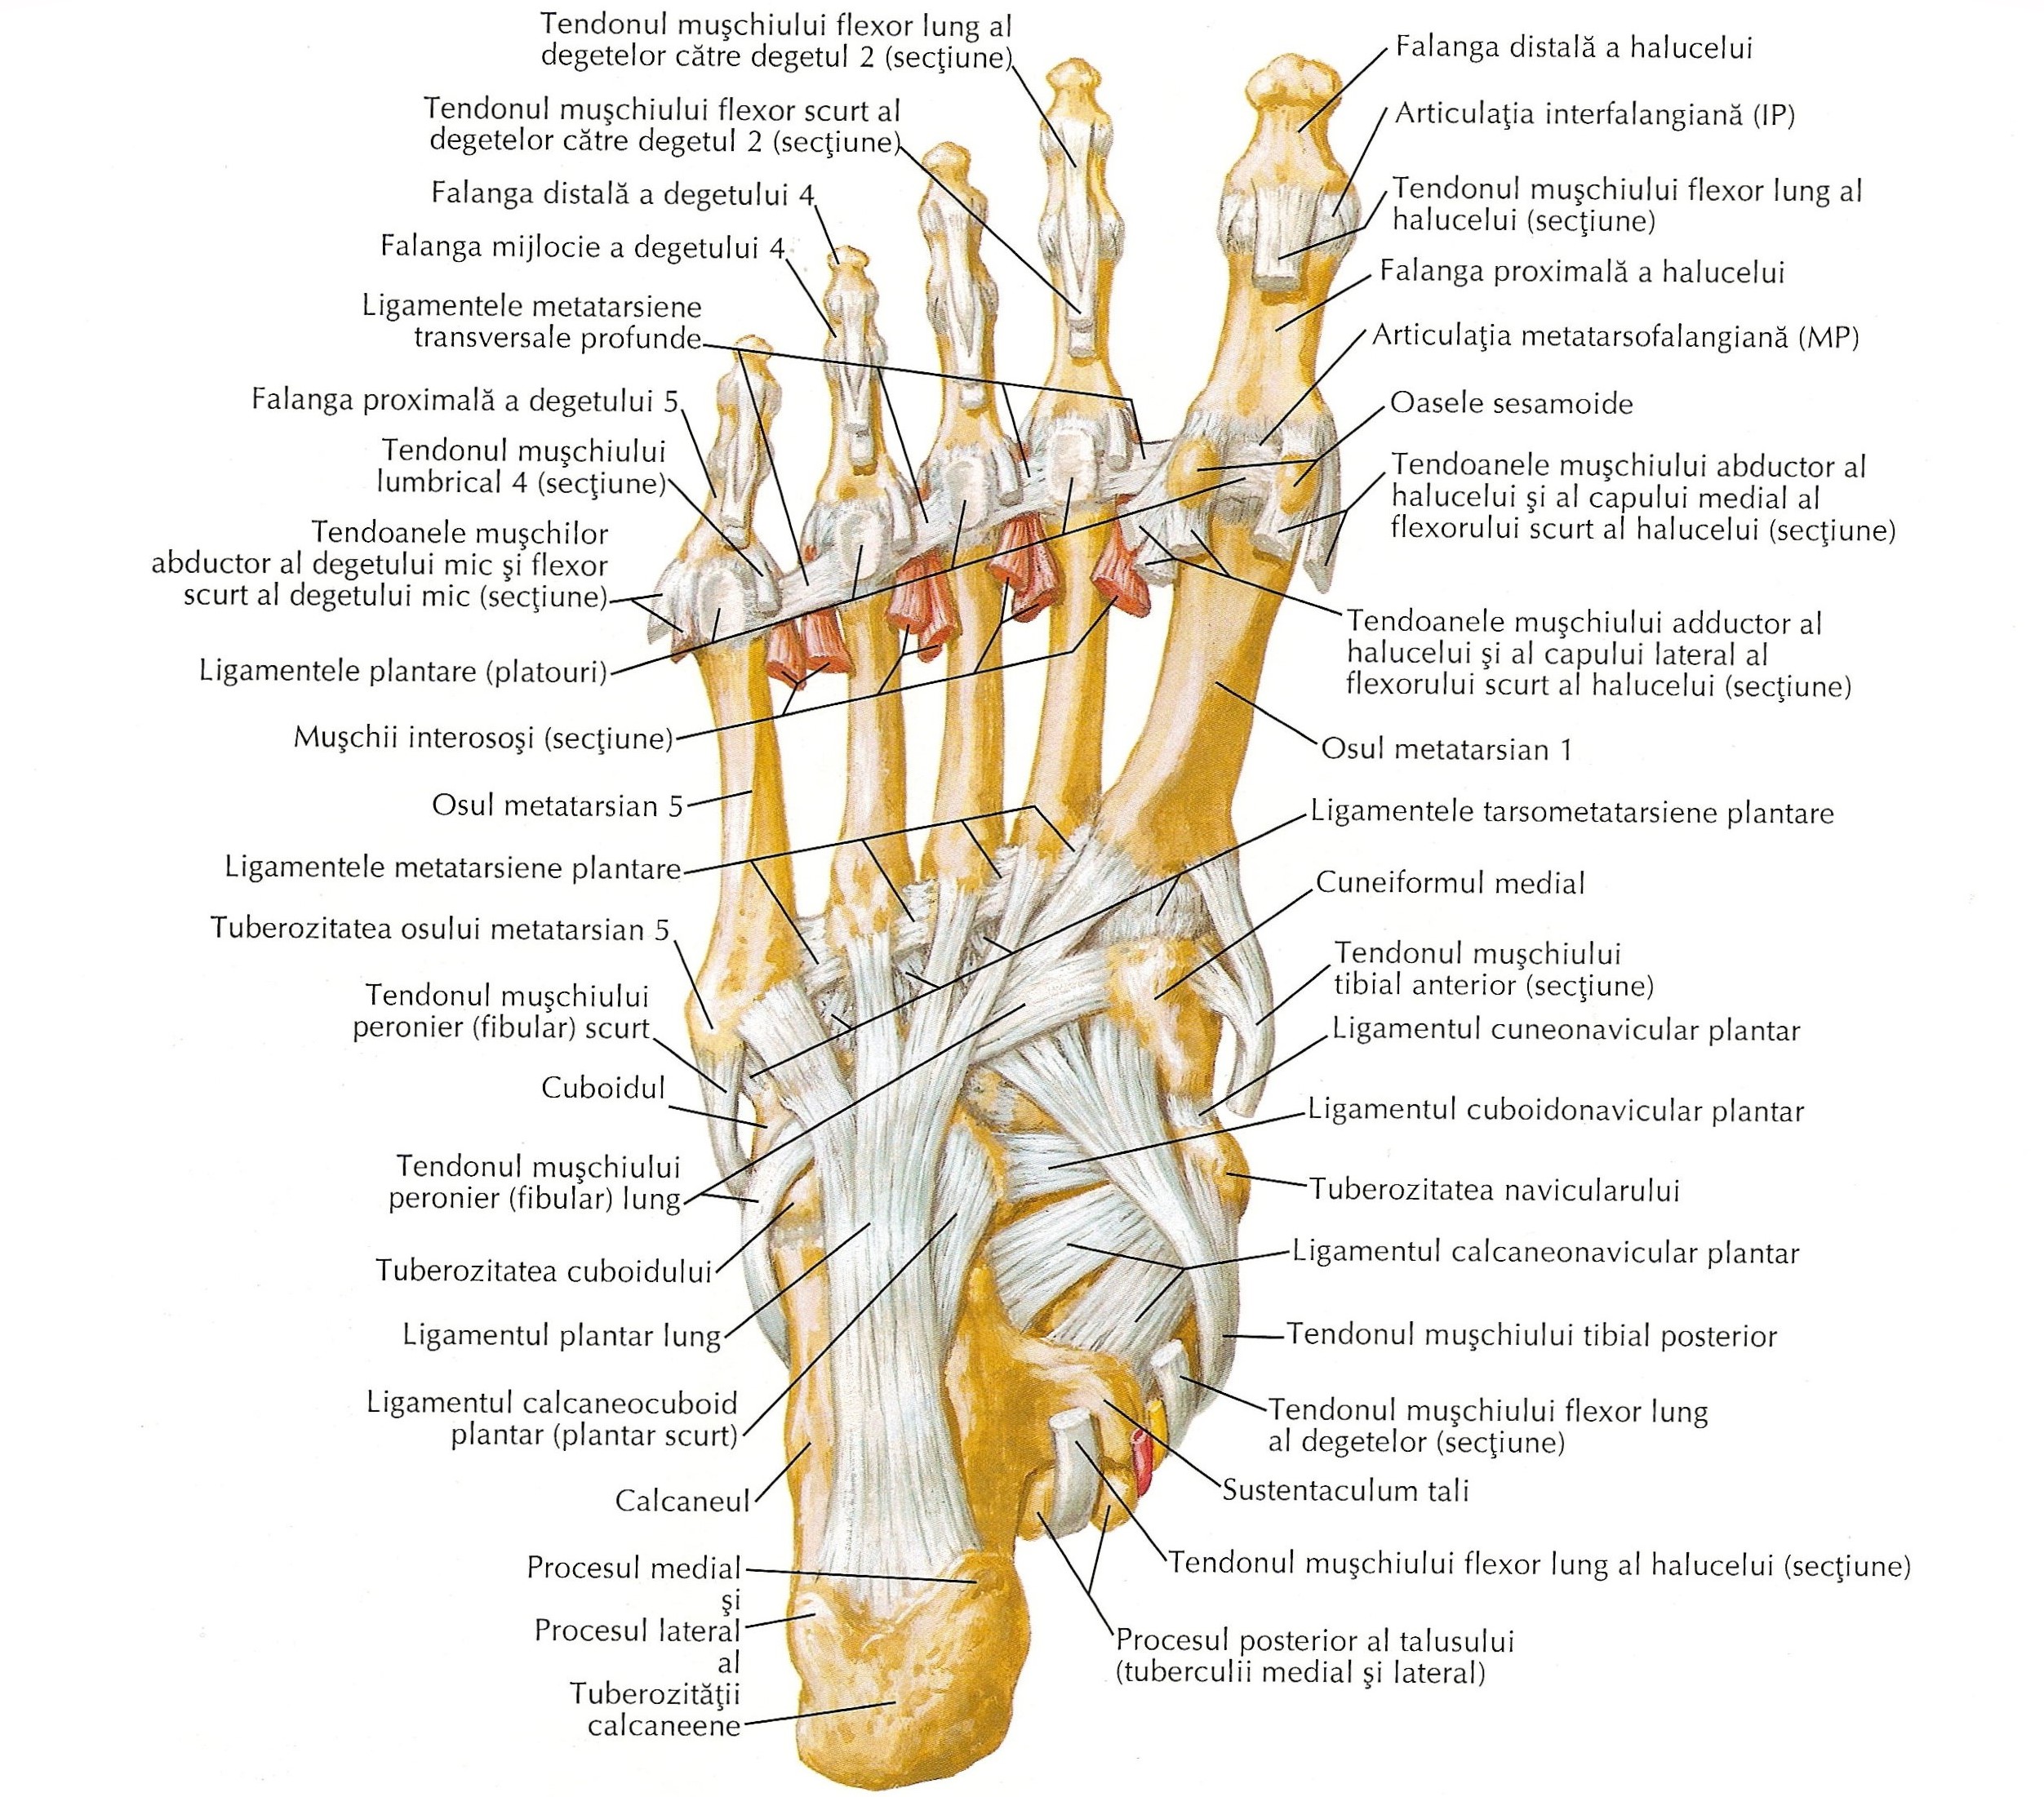 Tendonul muşchiului flexor lung al
degetelor către degetul 2 (secţiune)
Tendonul muşchiului flexor scurt al
degetelor către degetul 2 (secţiune)
Falanga distală a degetului 4
Falanga mijlocie a degetului 4
Ligamentele metatarsiene
transversale profunde
Falanga proximală a degetului 5
Tendonul muşchiului
lumbrical 4 (secţiune)
Tendoanele muşchilor
abductor al degetului mic şi flexor
scurt al degetului mic (secţiune)
Ligamentele plantare (platouri)
Muşchii interosoşi (secţiune)
Osul metatarsian 5
Ligamentele metatarsiene plantare
Tuberozitatea osului metatarsian 5
Tendonul muşchiului
peronier (fibular) scurt
Cuboidul
Tendonul muşchiului
peronier (fibular) lung
Tuberozitatea cuboidului
Ligamentul plantar lung
Ligamentul calcaneocuboid
plantar (plantar scurt)
Calcaneul
Procesul medial
şi
Procesul lateral
al
Tuberozităţii
calcaneene
Falanga distală a halucelui
Articulaţia interfalangiană (IP)
Tendonul muşchiului flexor lung al
halucelui (secţiune)
Falanga proximală a halucelui
Articulaţia metatarsofalangiană (MP)
Oasele sesamoide
Tendoanele muşchiului abductor al
halucelui şi al capului medial al
flexorului scurt al halucelui (secţiune)
Tendoanele muşchiului adductor al
halucelui şi al capului lateral al
flexorului scurt al halucelui (secţiune)
Osul metatarsian 1
Ligamentele tarsometatarsiene plantare
Cuneiformul medial
Tendonul muşchiului
tibial anterior (secţiune)
Ligamentul cuneonavicular plantar
Ligamentul cuboidonavicular plantar
Tuberozitatea navicularului
Ligamentul calcaneonavicular plantar
Tendonul muşchiului tibial posterior
Tendonul muşchiului flexor lung
al degetelor (secţiune)
Sustentaculum tali
Tendonul muşchiului flexor lung al halucelui (secţiune)
Procesul posterior al talusului
(tuberculii medial şi lateral)